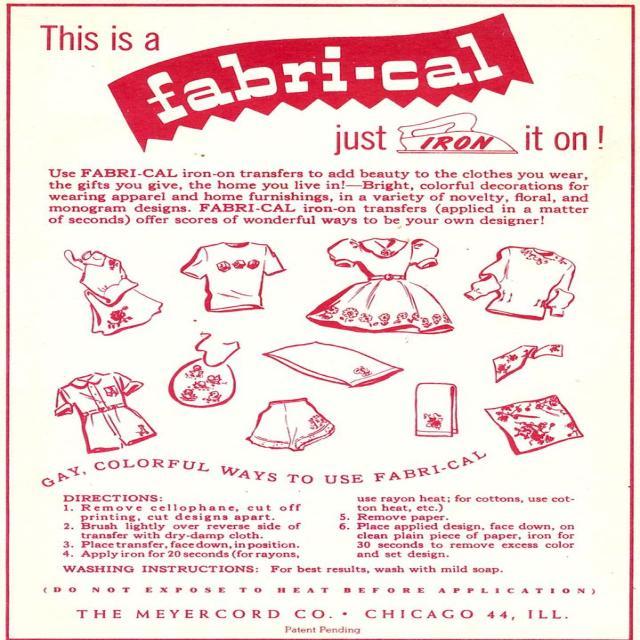 This is a
fabri-cal
just IRON it on!
Use FABRI-CAL iron-on transfers to add beauty to the clothes you wear,
the gifts you give, the home you live in!—Bright, colorful decorations for
wearing apparel and home furnishings, in a variety of novelty, floral, and
monogram designs. FABRI-CAL iron-on transfers (applied in a matter
of seconds) offer scores of wonderful ways to be your own designer!
GAY, COLORFUL WAYS TO USE FABRI-CAL
DIRECTIONS:
1. Remove cellophane, cut off
printing, cut designs apart.
2. Brush lightly over reverse side of
transfer with dry-damp cloth.
3. Place transfer, face down, in position.
4. Apply iron for 20 seconds (for rayons,
use rayon heat; for cottons, use cot-
ton heat, etc.)
5. Remove paper.
6. Place applied design, face down, on
clean plain piece of paper, iron for
30 seconds to remove excess color
and set design.
WASHING INSTRUCTIONS: For best results, wash with mild soap.
(DO NOT EXPOSE TO HEAT BEFORE APPLICATION)
THE MEYERCORD CO. • CHICAGO 44, ILL.
Patent Pending